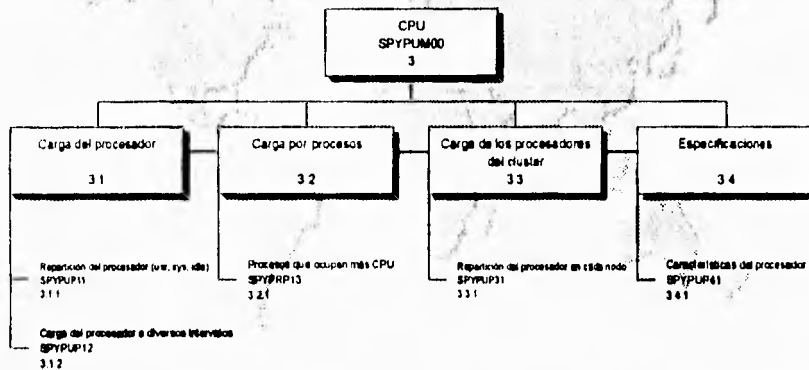 CPU
SPYPUM00
3
Carga del procesador
3.1
Carga por procesos
3.2
Carga de los procesadores
del cluster
3.3
Especificaciones
3.4
Repartición del procesador (usr, sys, idle)
SPYPUP11
3.1.1
Carga del procesador a diversos intervalos
SPYPUP12
3.1.2
Procesos que ocupan más CPU
SPYPRP13
3.2.1
Repartición del procesador en cada nodo
SPYPUP31
3.3.1
Características del procesador
SPYPUP41
3.4.1